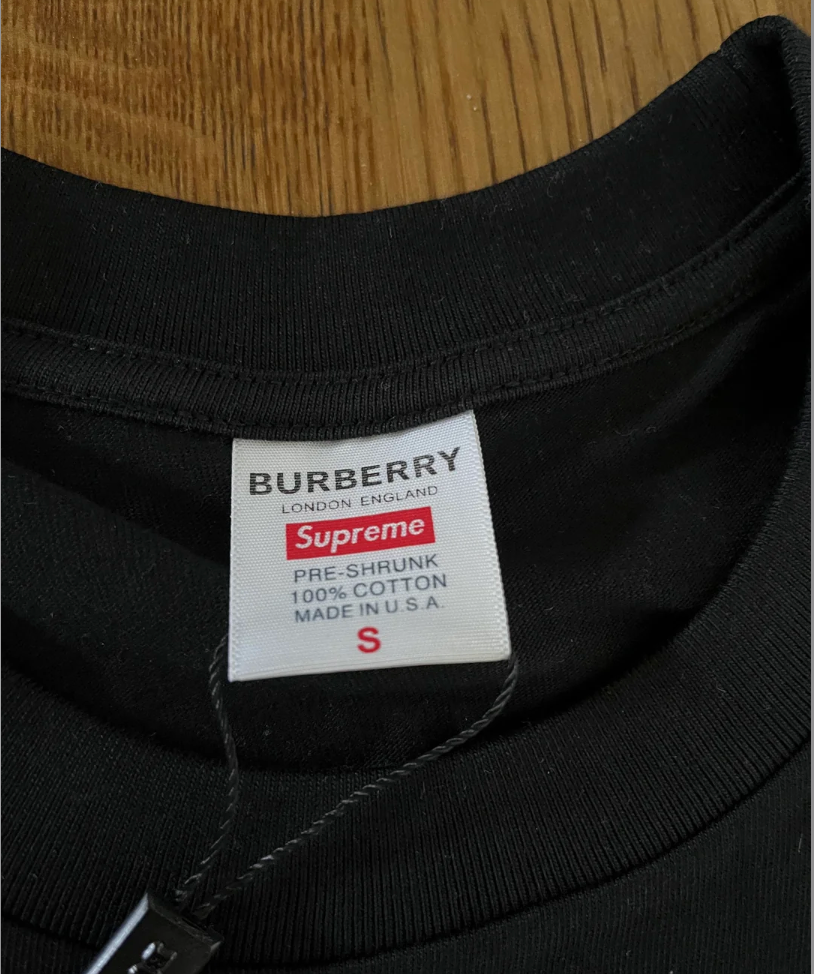 BURBERRY
LONDON ENGLAND
Supreme
PRE-SHRUNK
100% COTTON
MADE IN U.S.A.
S